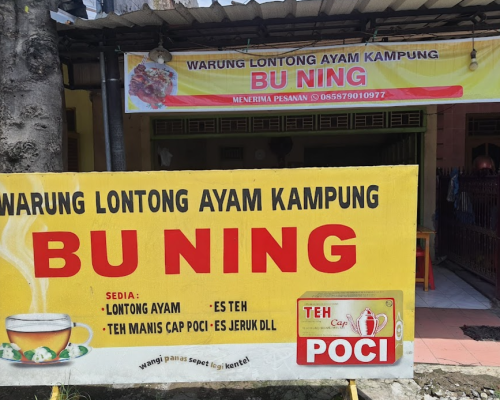 WARUNG LONTONG AYAM KAMPUNG
BU NING
MENERIMA PESANAN 085879010977
WARUNG LONTONG AYAM KAMPUNG
BU NING
SEDIA:
• LONTONG AYAM • ES TEH
• TEH MANIS CAP POCI • ES JERUK DLL
wangi panas sepet legi kentel
TEH
Cap
POCI